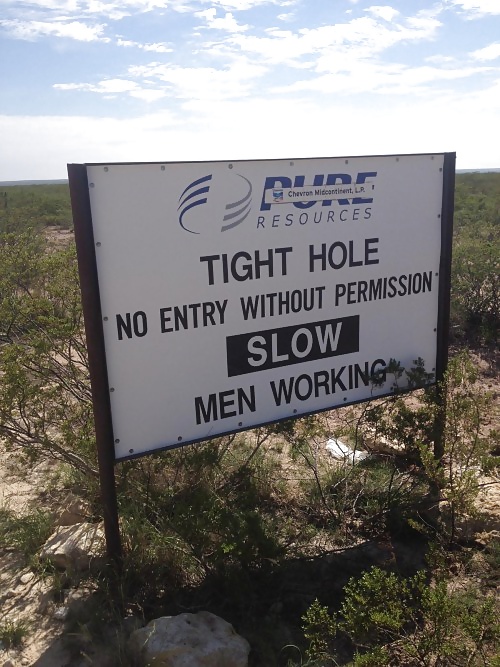 PURE
Chevron Midcontinent, L.P.
RESOURCES
TIGHT HOLE
NO ENTRY WITHOUT PERMISSION
SLOW
MEN WORKING